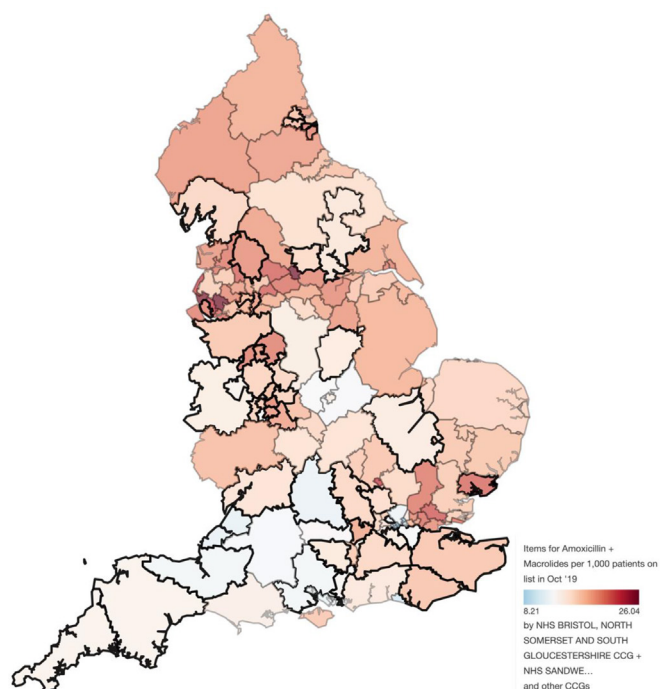 Items for Amoxicillin +
Macrolides per 1,000 patients on
list in Oct '19
8.21 26.04
by NHS BRISTOL, NORTH
SOMERSET AND SOUTH
GLOUCESTERSHIRE CCG +
NHS SANDWE...
and other CCGs